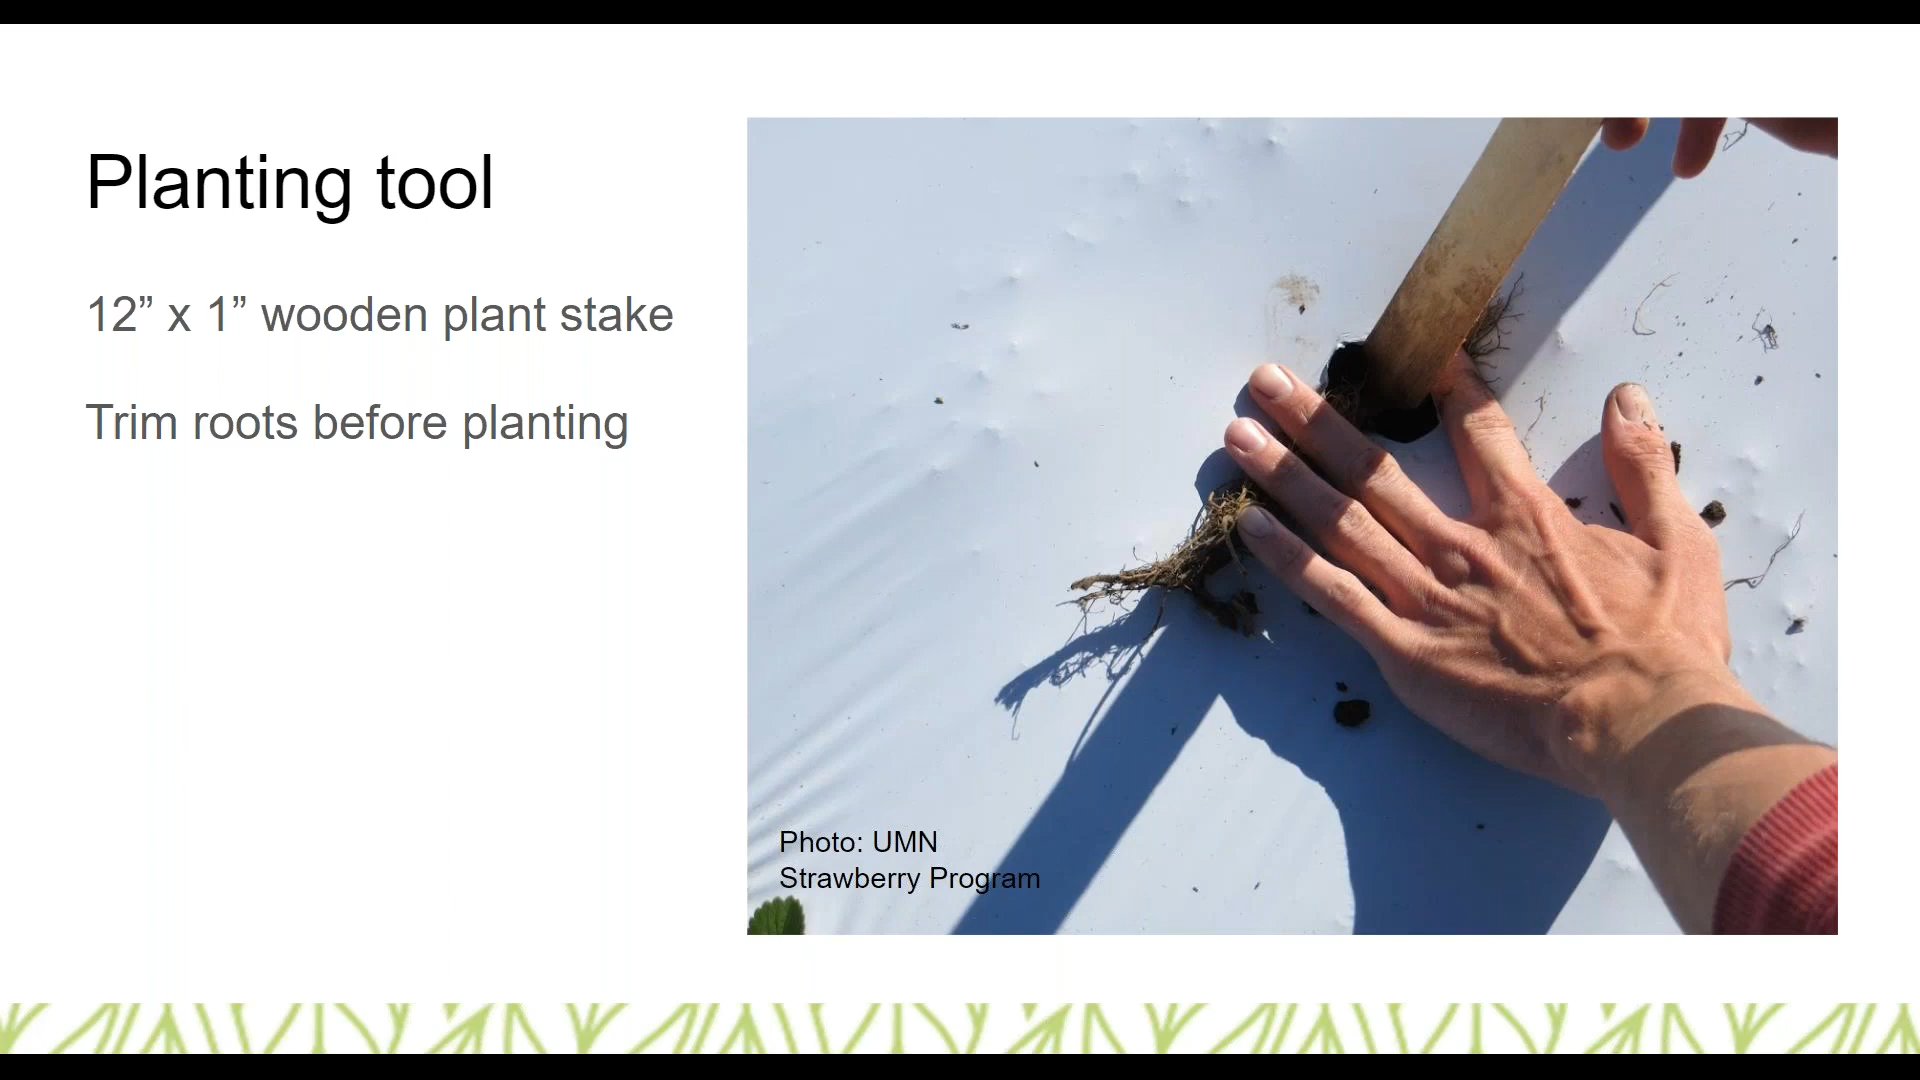 Planting tool
12” x 1” wooden plant stake
Trim roots before planting
Photo: UMN
Strawberry Program